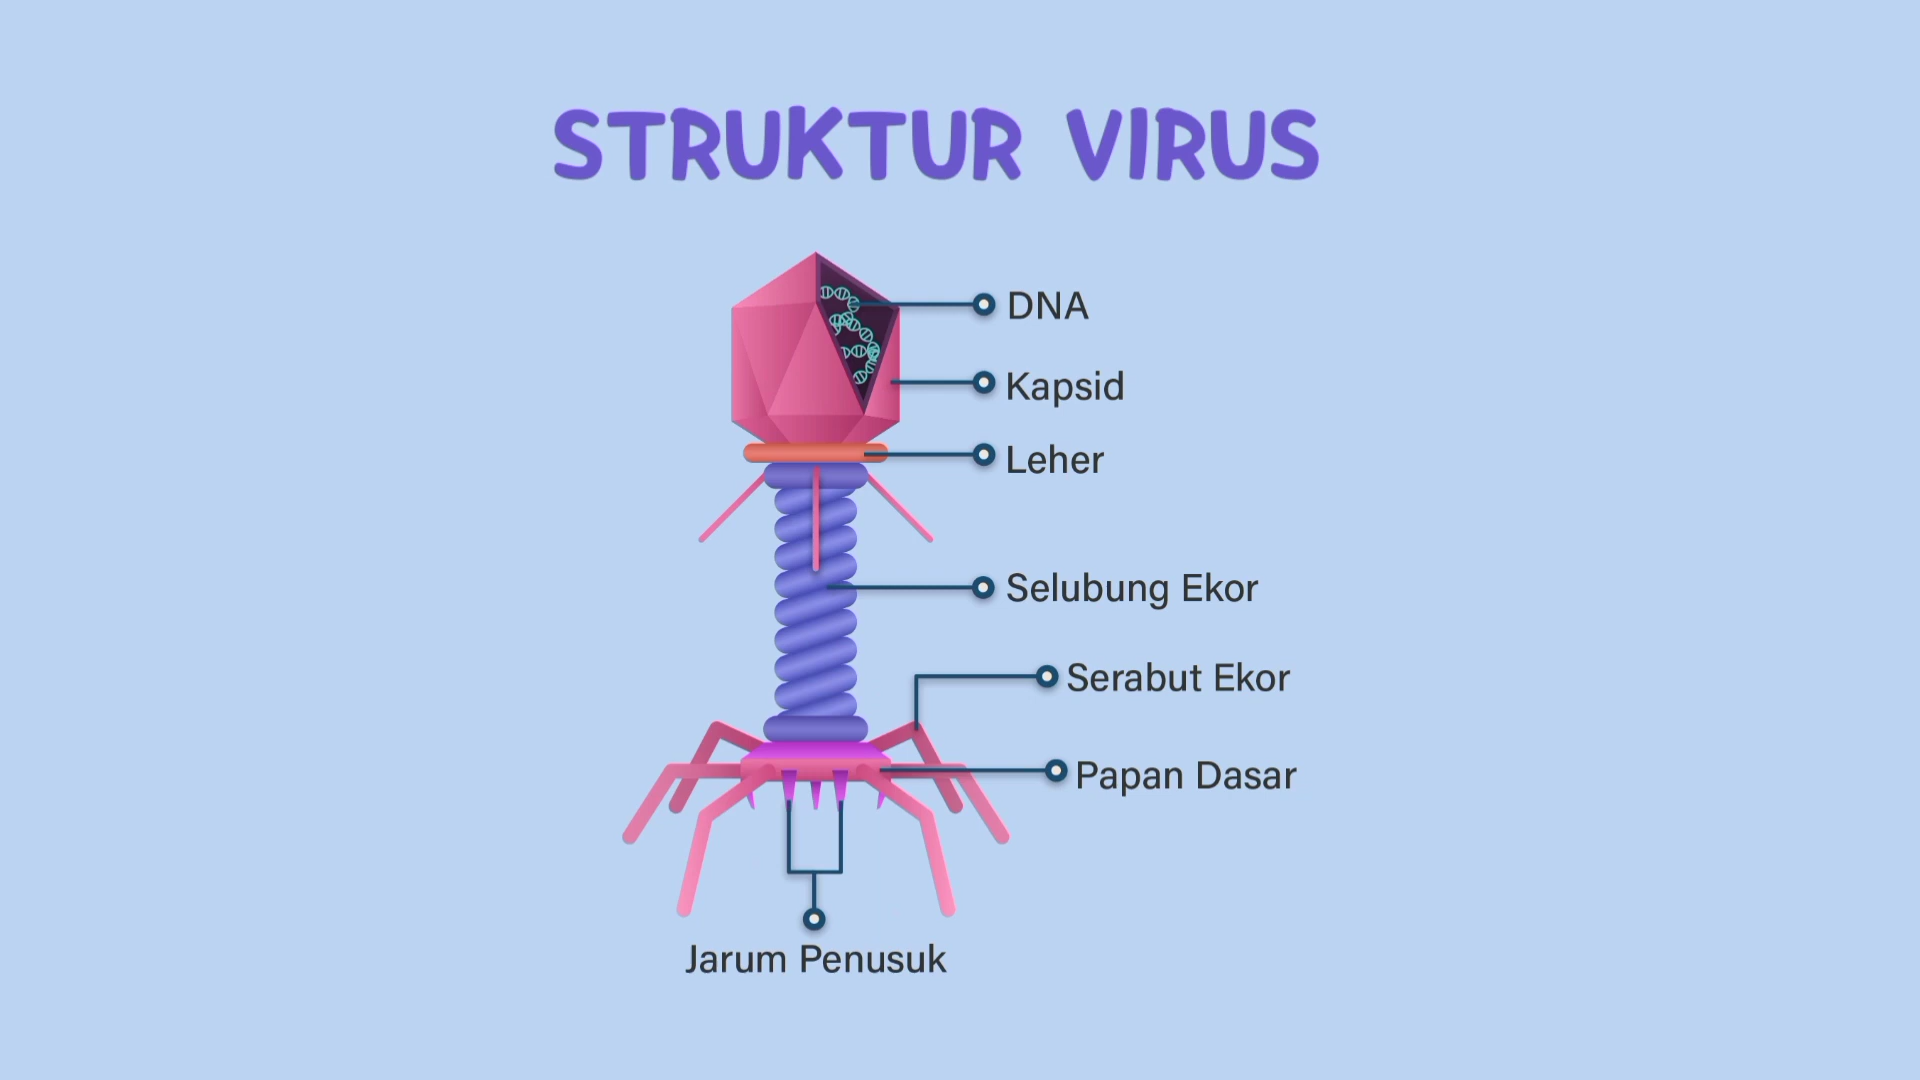 STRUKTUR VIRUS
DNA
Kapsid
Leher
Selubung Ekor
Serabut Ekor
Papan Dasar
Jarum Penusuk